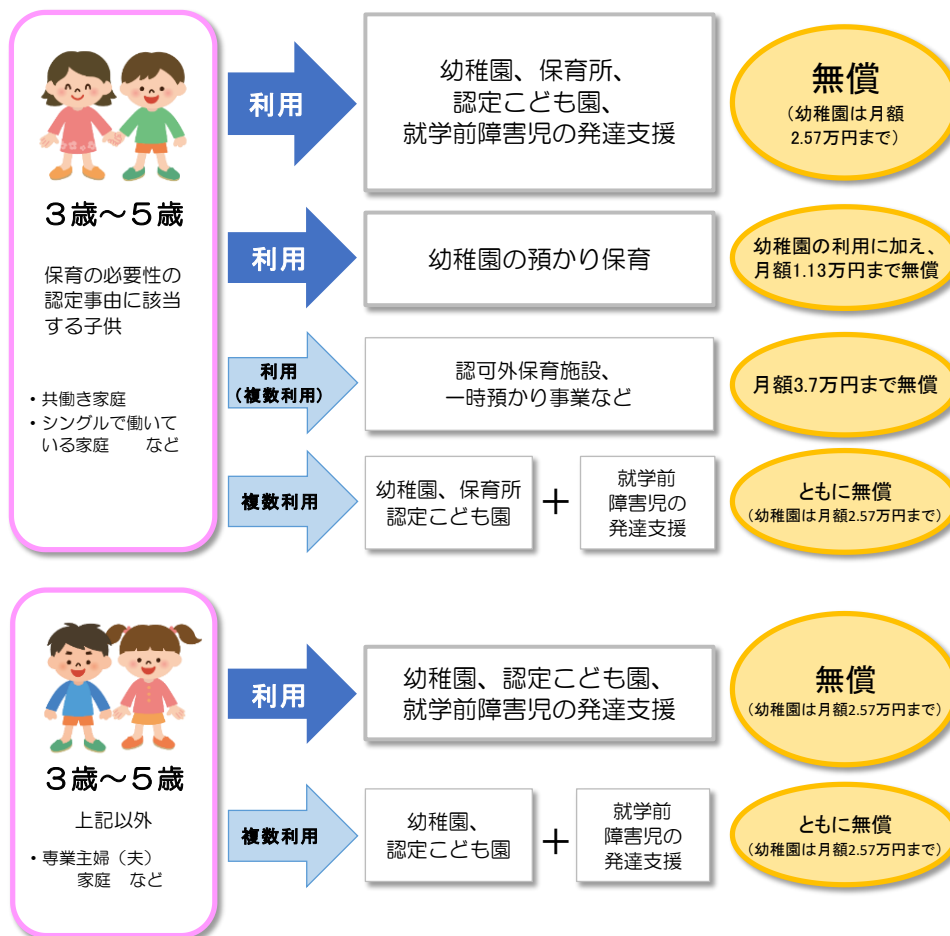 ３歳～５歳
保育の必要性の
認定事由に該当
する子供
・共働き家庭
・シングルで働いて
いる家庭　　など
利用
幼稚園、保育所、
認定こども園、
就学前障害児の発達支援
無償
（幼稚園は月額
2.57万円まで）
利用
幼稚園の預かり保育
幼稚園の利用に加え、
月額1.13万円まで無償
利用
（複数利用）
認可外保育施設、
一時預かり事業など
月額3.7万円まで無償
複数利用
幼稚園、保育所
認定こども園
＋
就学前
障害児の
発達支援
ともに無償
（幼稚園は月額2.57万円まで）
３歳～５歳
上記以外
・専業主婦（夫）
家庭　など
利用
幼稚園、認定こども園、
就学前障害児の発達支援
無償
（幼稚園は月額2.57万円まで）
複数利用
幼稚園、
認定こども園
＋
就学前
障害児の
発達支援
ともに無償
（幼稚園は月額2.57万円まで）